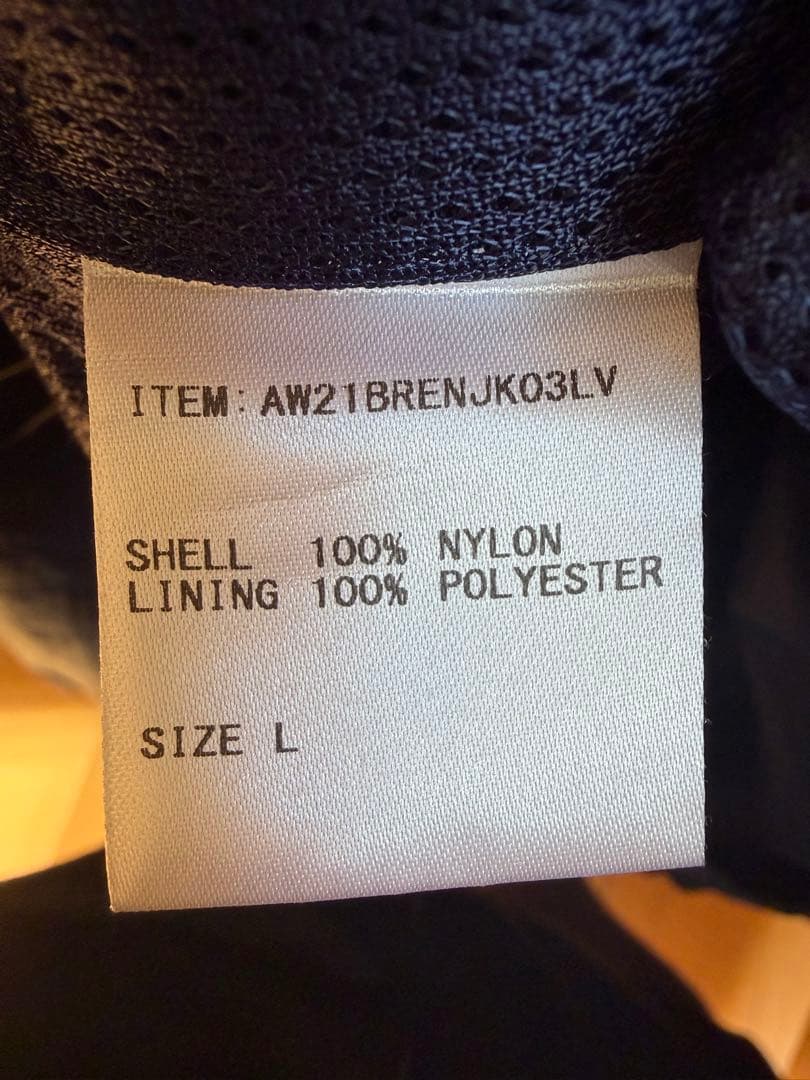 ITEM: AW21BRENJK03LV
SHELL 100% NYLON
LINING 100% POLYESTER
SIZE L